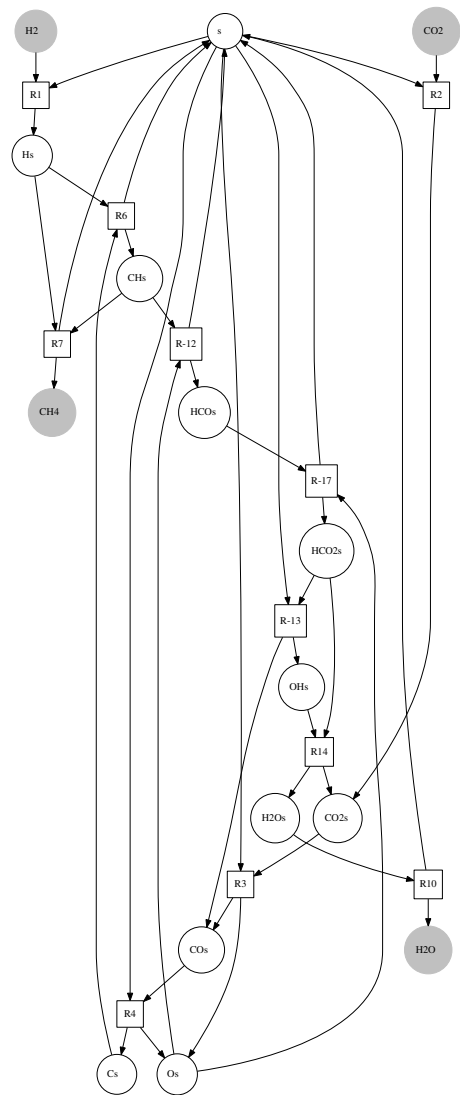 H2
s
CO2
R1
R2
Hs
R6
CHs
R7
R-12
CH4
HCOs
R-17
HCO2s
R-13
OHs
R14
H2Os
CO2s
R3
R10
COs
H2O
R4
Cs
Os